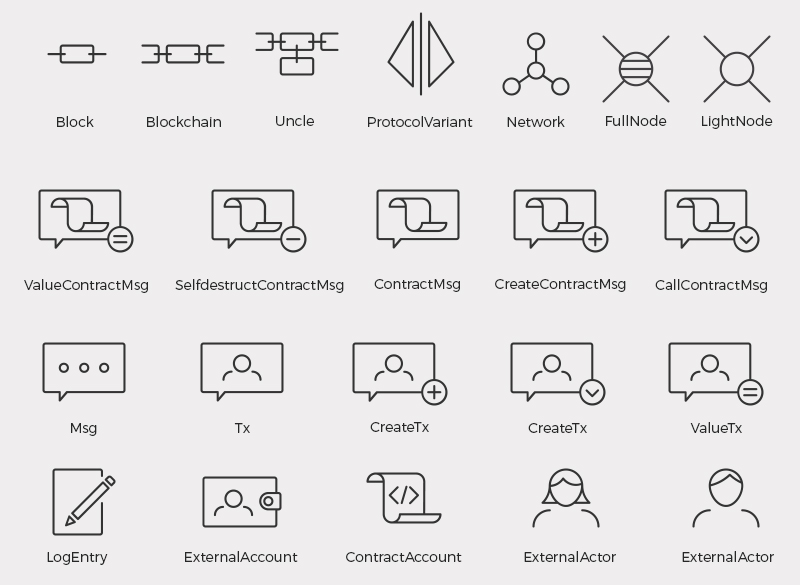 Block
Blockchain
Uncle
ProtocolVariant
Network
FullNode
LightNode
ValueContractMsg
SelfdestructContractMsg
ContractMsg
CreateContractMsg
CallContractMsg
Msg
Tx
CreateTx
CreateTx
ValueTx
LogEntry
ExternalAccount
ContractAccount
ExternalActor
ExternalActor